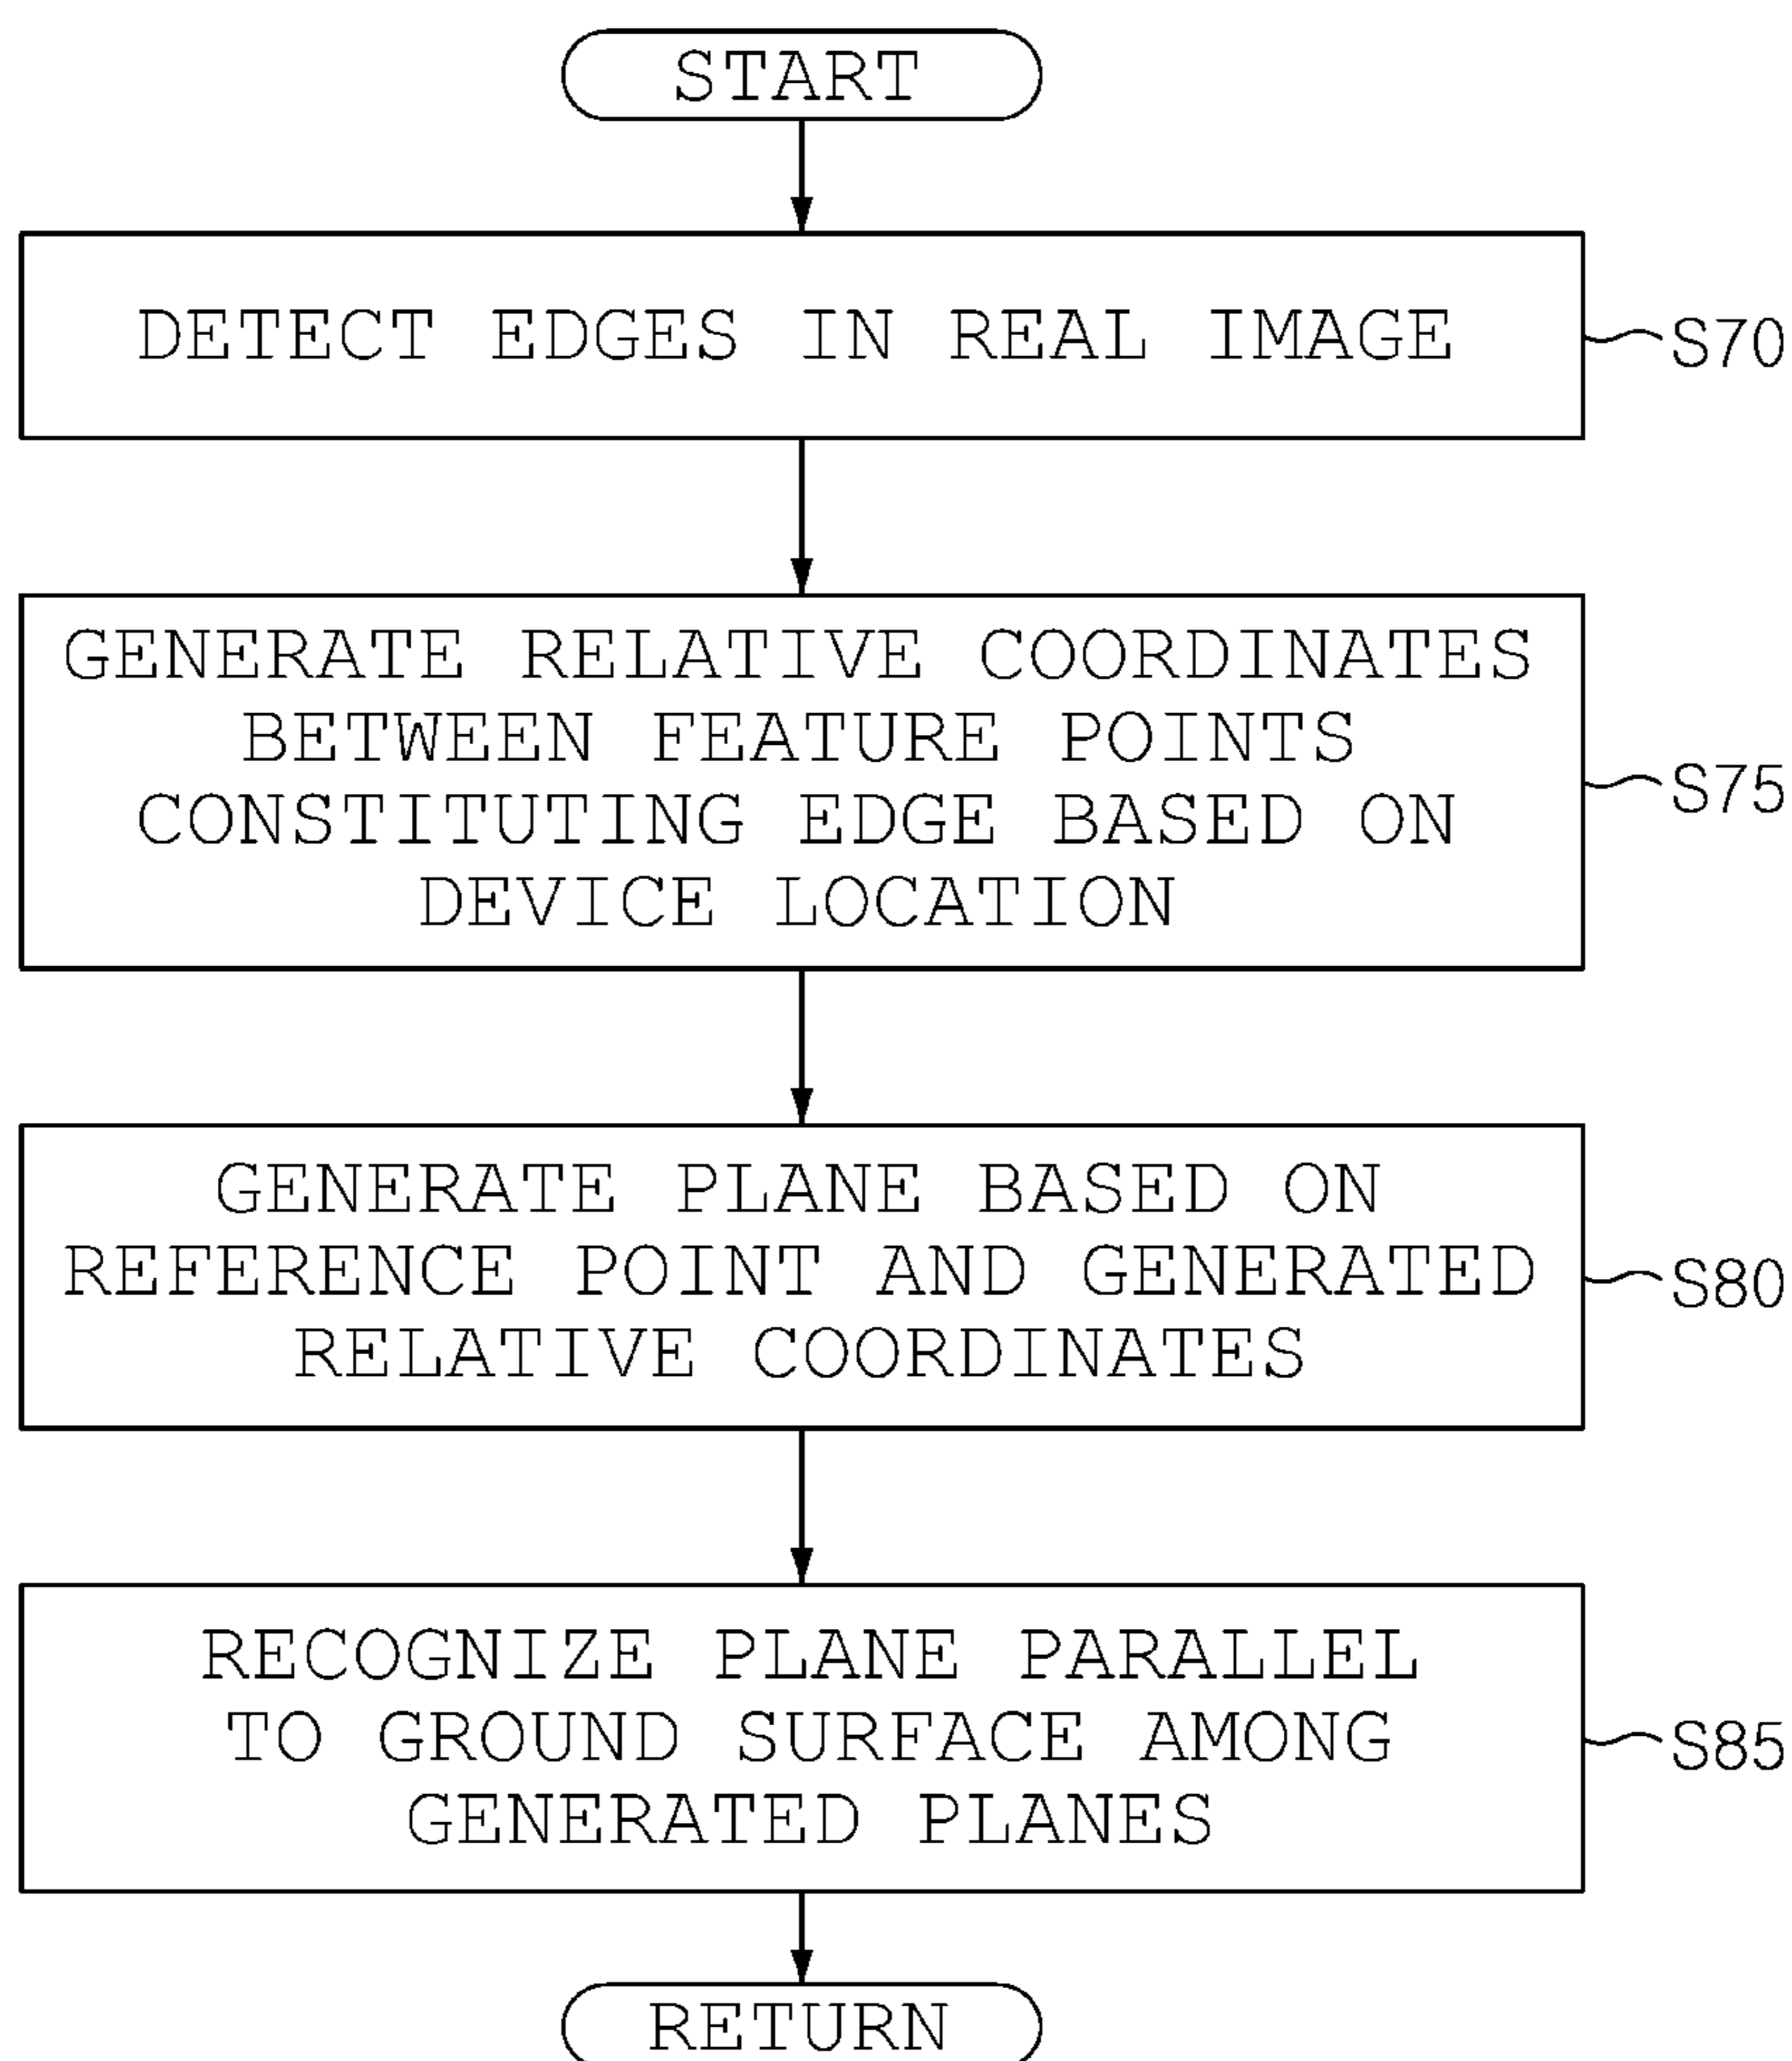 START
DETECT EDGES IN REAL IMAGE
S70
GENERATE RELATIVE COORDINATES
BETWEEN FEATURE POINTS
CONSTITUTING EDGE BASED ON
DEVICE LOCATION
S75
GENERATE PLANE BASED ON
REFERENCE POINT AND GENERATED
RELATIVE COORDINATES
S80
RECOGNIZE PLANE PARALLEL
TO GROUND SURFACE AMONG
GENERATED PLANES
S85
RETURN